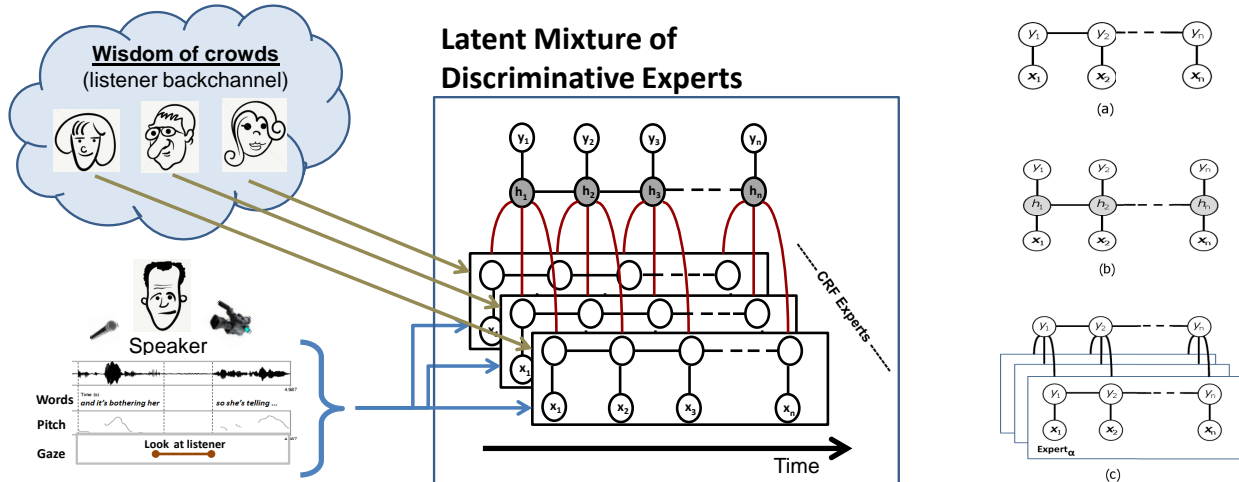 Wisdom of crowds
(listener backchannel)
Speaker
Words
Time (s)
and it's bothering her
so she's telling ...
Pitch
Gaze
Look at listener
Latent Mixture of
Discriminative Experts
y1 y2 y3 yn
h1 h2 h3 hn
x1
x1 x2 x3 xn
CRF Experts
Time
y1 y2 yn
x1 x2 xn
(a)
y1 y2 yn
h1 h2 hn
x1 x2 xn
(b)
y1 y2 yn
y1 y2 yn
x1 x2 xn
Expertα
(c)